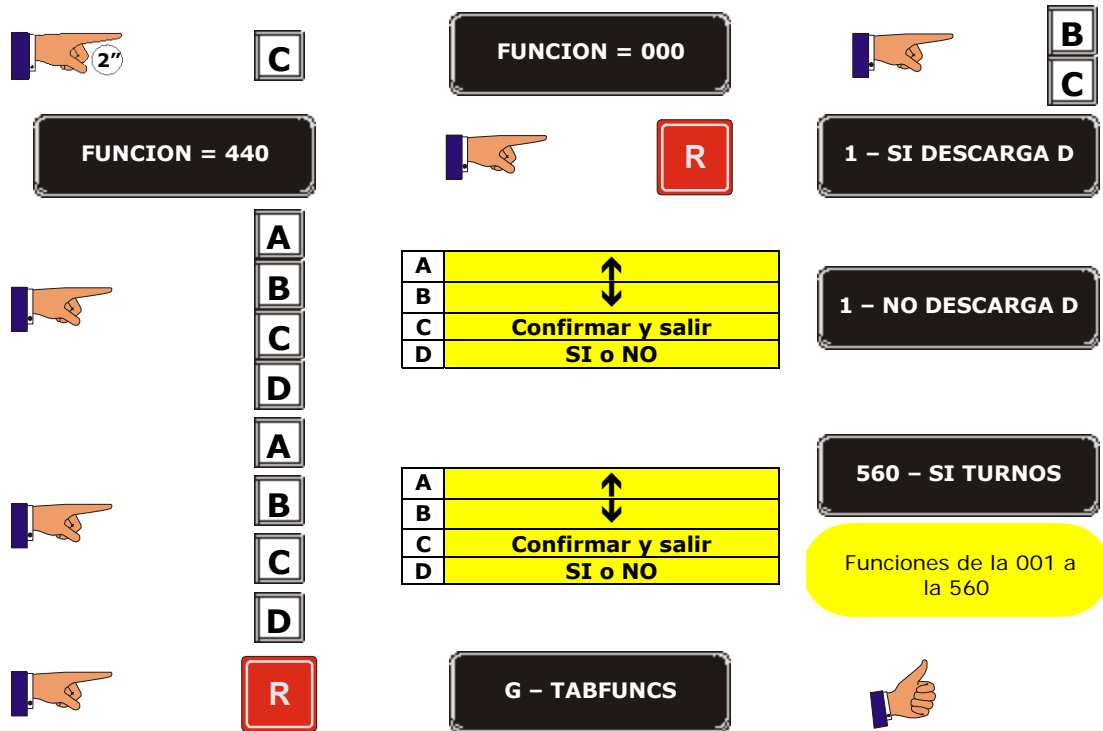 2” C FUNCION = 000 B
C
FUNCION = 440 R 1 – SI DESCARGA D
A
B
C
D
A ↑
B ↓
C Confirmar y salir
D SI o NO
1 – NO DESCARGA D
A
B
C
D
A ↑
B ↓
C Confirmar y salir
D SI o NO
560 – SI TURNOS
Funciones de la 001 a
la 560
R G – TABFUNCS